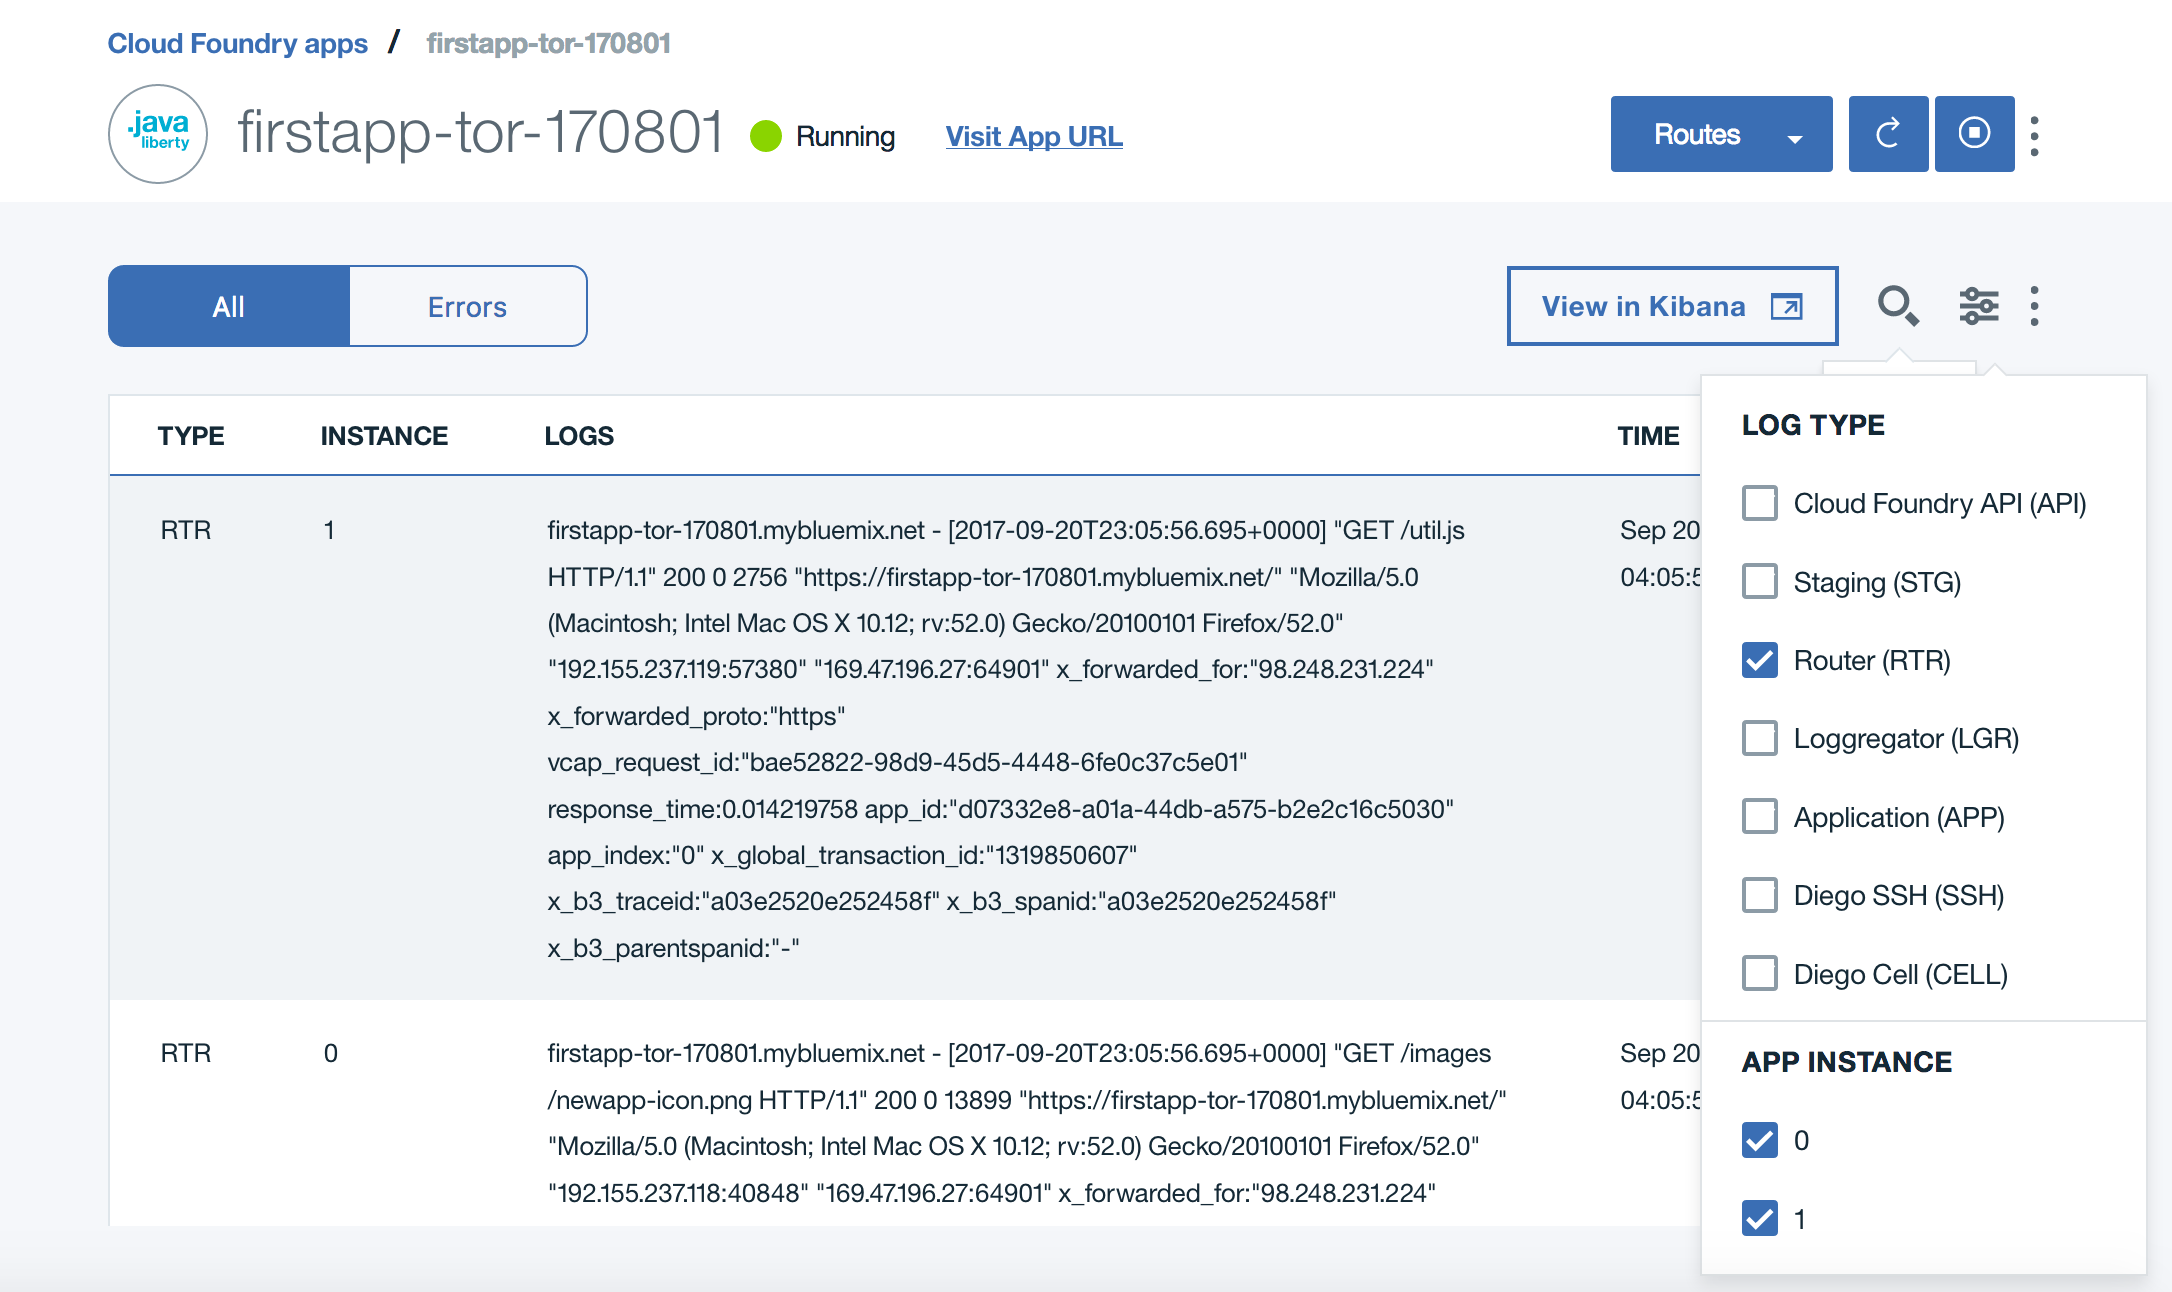 Cloud Foundry apps / firstapp-tor-170801
.java
liberty
firstapp-tor-170801
Running
Visit App URL
Routes
All
Errors
View in Kibana
TYPE INSTANCE LOGS TIME
RTR 1
firstapp-tor-170801.mybluemix.net - [2017-09-20T23:05:56.695+0000] "GET /util.js
HTTP/1.1" 200 0 2756 "https://firstapp-tor-170801.mybluemix.net/" "Mozilla/5.0
(Macintosh; Intel Mac OS X 10.12; rv:52.0) Gecko/20100101 Firefox/52.0"
"192.155.237.119:57380" "169.47.196.27:64901" x_forwarded_for:"98.248.231.224"
x_forwarded_proto:"https"
vcap_request_id:"bae52822-98d9-45d5-4448-6fe0c37c5e01"
response_time:0.014219758 app_id:"d07332e8-a01a-44db-a575-b2e2c16c5030"
app_index:"0" x_global_transaction_id:"1319850607"
x_b3_traceid:"a03e2520e252458f" x_b3_spanid:"a03e2520e252458f"
x_b3_parentspanid:"-"
Sep 20
04:05:5
RTR 0
firstapp-tor-170801.mybluemix.net - [2017-09-20T23:05:56.695+0000] "GET /images
/newapp-icon.png HTTP/1.1" 200 0 13899 "https://firstapp-tor-170801.mybluemix.net/"
"Mozilla/5.0 (Macintosh; Intel Mac OS X 10.12; rv:52.0) Gecko/20100101 Firefox/52.0"
"192.155.237.118:40848" "169.47.196.27:64901" x_forwarded_for:"98.248.231.224"
Sep 20
04:05:5
LOG TYPE
Cloud Foundry API (API)
Staging (STG)
Router (RTR)
Loggregator (LGR)
Application (APP)
Diego SSH (SSH)
Diego Cell (CELL)
APP INSTANCE
0
1